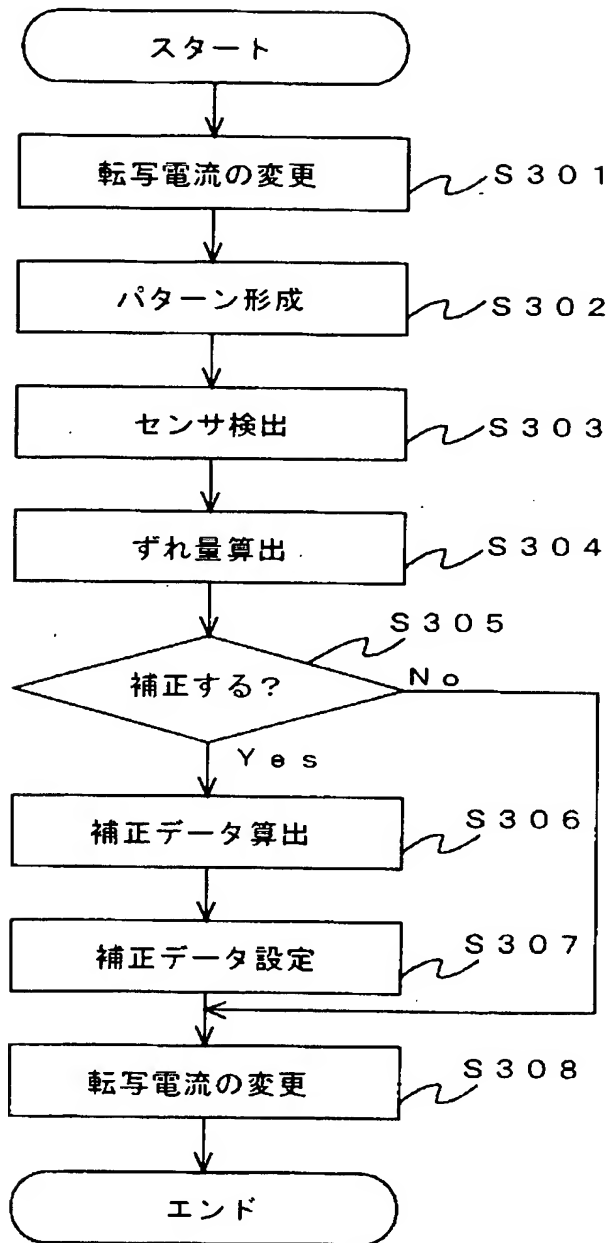 スタート
転写電流の変更
S301
パターン形成
S302
センサ検出
S303
ずれ量算出
S304
S305
補正する?
No
Yes
補正データ算出
S306
補正データ設定
S307
転写電流の変更
S308
エンド